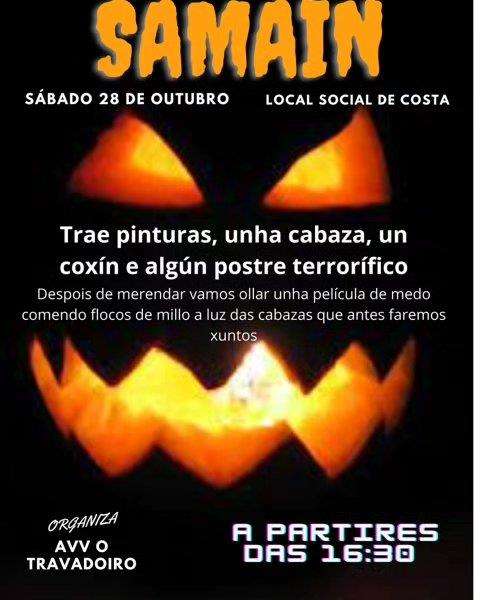 SAMAÍN
SÁBADO 28 DE OUTUBRO LOCAL SOCIAL DE COSTA
Trae pinturas, unha cabaza, un
coxín e algún postre terrorífico
Despois de merendar vamos ollar unha película de medo
comendo flocos de millo a luz das cabazas que antes faremos
xuntos
ORGANIZA
AVV O
TRAVADOIRO
A PARTIRES
DAS 16:30